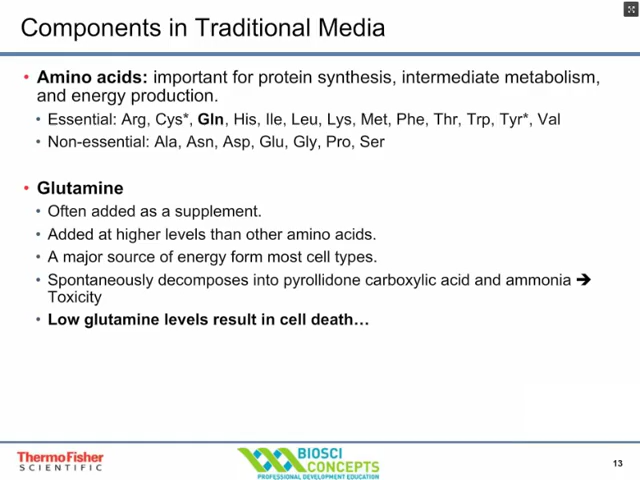 Components in Traditional Media
• Amino acids: important for protein synthesis, intermediate metabolism,
and energy production.
• Essential: Arg, Cys*, Gln, His, Ile, Leu, Lys, Met, Phe, Thr, Trp, Tyr*, Val
• Non-essential: Ala, Asn, Asp, Glu, Gly, Pro, Ser
• Glutamine
• Often added as a supplement.
• Added at higher levels than other amino acids.
• A major source of energy form most cell types.
• Spontaneously decomposes into pyrollidone carboxylic acid and ammonia ➔
Toxicity
• Low glutamine levels result in cell death…
ThermoFisher
SCIENTIFIC
BIOSCI
CONCEPTS
PROFESSIONAL DEVELOPMENT EDUCATION
13